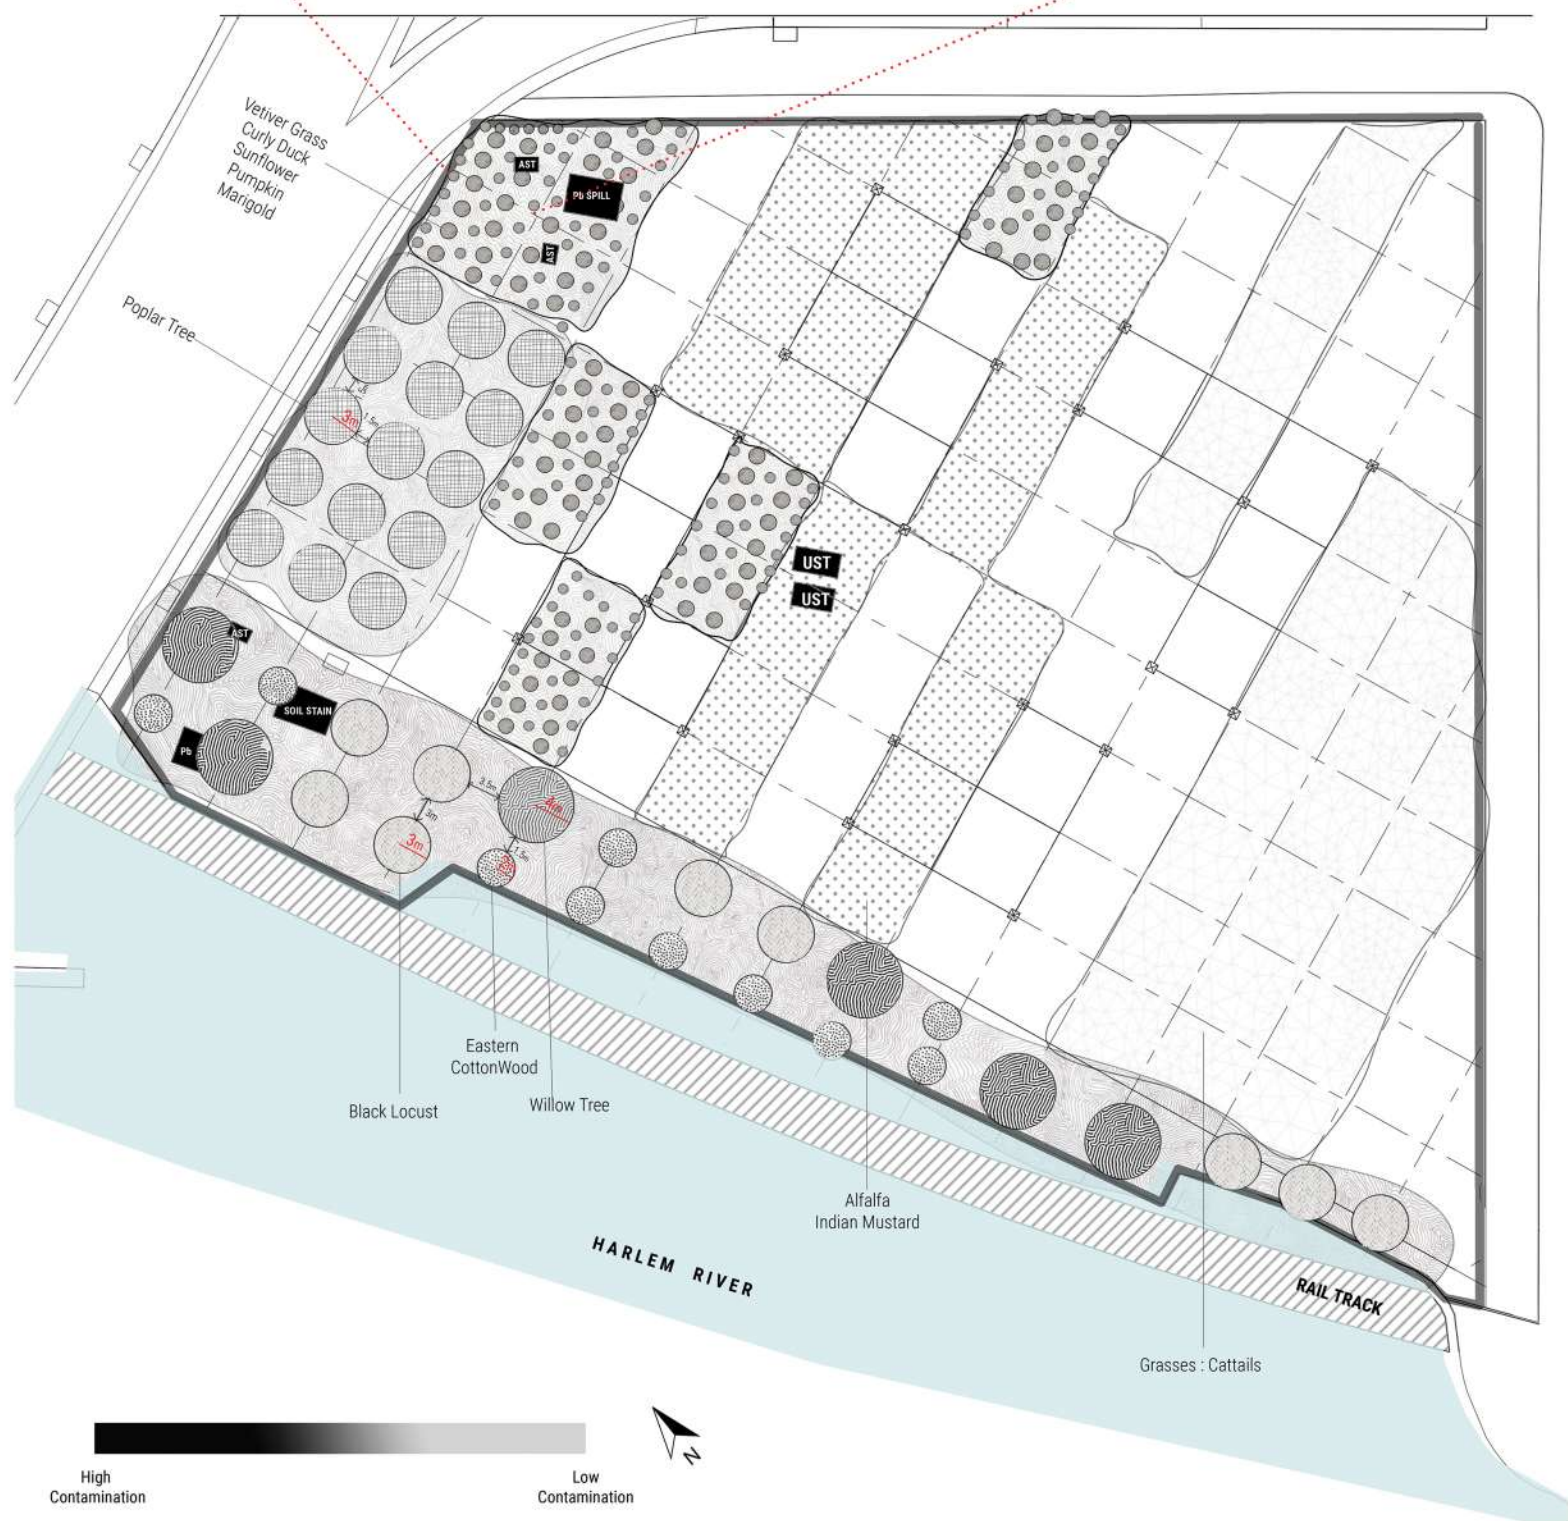 Vetiver Grass
Curly Duck
Sunflower
Pumpkin
Marigold
AST
Pb SPILL
AST
Poplar Tree
3m
1.5m
UST
UST
AST
SOIL STAIN
Pb
3.5m
4m
3m
3m
1.5m
Eastern
CottonWood
Black Locust
Willow Tree
Alfalfa
Indian Mustard
HARLEM RIVER
RAIL TRACK
Grasses : Cattails
High
Contamination
Low
Contamination
N